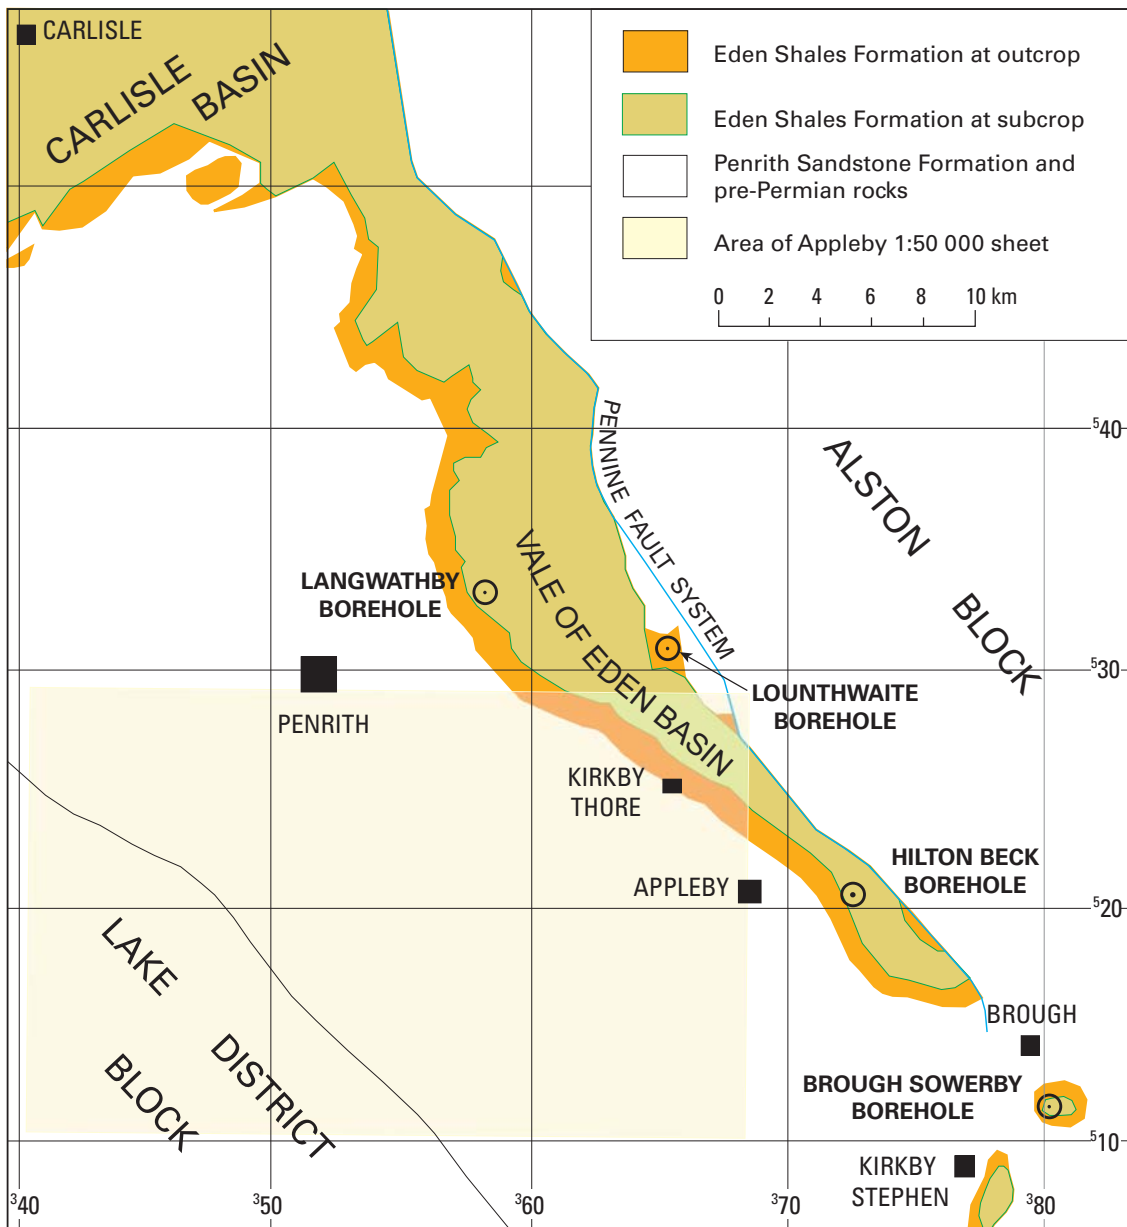 CARLISLE
CARLISLE
BASIN
Eden Shales Formation at outcrop
Eden Shales Formation at subcrop
Penrith Sandstone Formation and
pre-Permian rocks
Area of Appleby 1:50 000 sheet
0 2 4 6 8 10 km
540
ALSTON
BLOCK
PENNINE FAULT SYSTEM
VALE OF EDEN BASIN
LANGWATHBY
BOREHOLE
530
LOUNTHWAITE
BOREHOLE
PENRITH
KIRKBY
THORE
HILTON BECK
BOREHOLE
APPLEBY
520
LAKE
DISTRICT
BLOCK
BROUGH
BROUGH SOWERBY
BOREHOLE
510
KIRKBY
STEPHEN
340 350 360 370 380